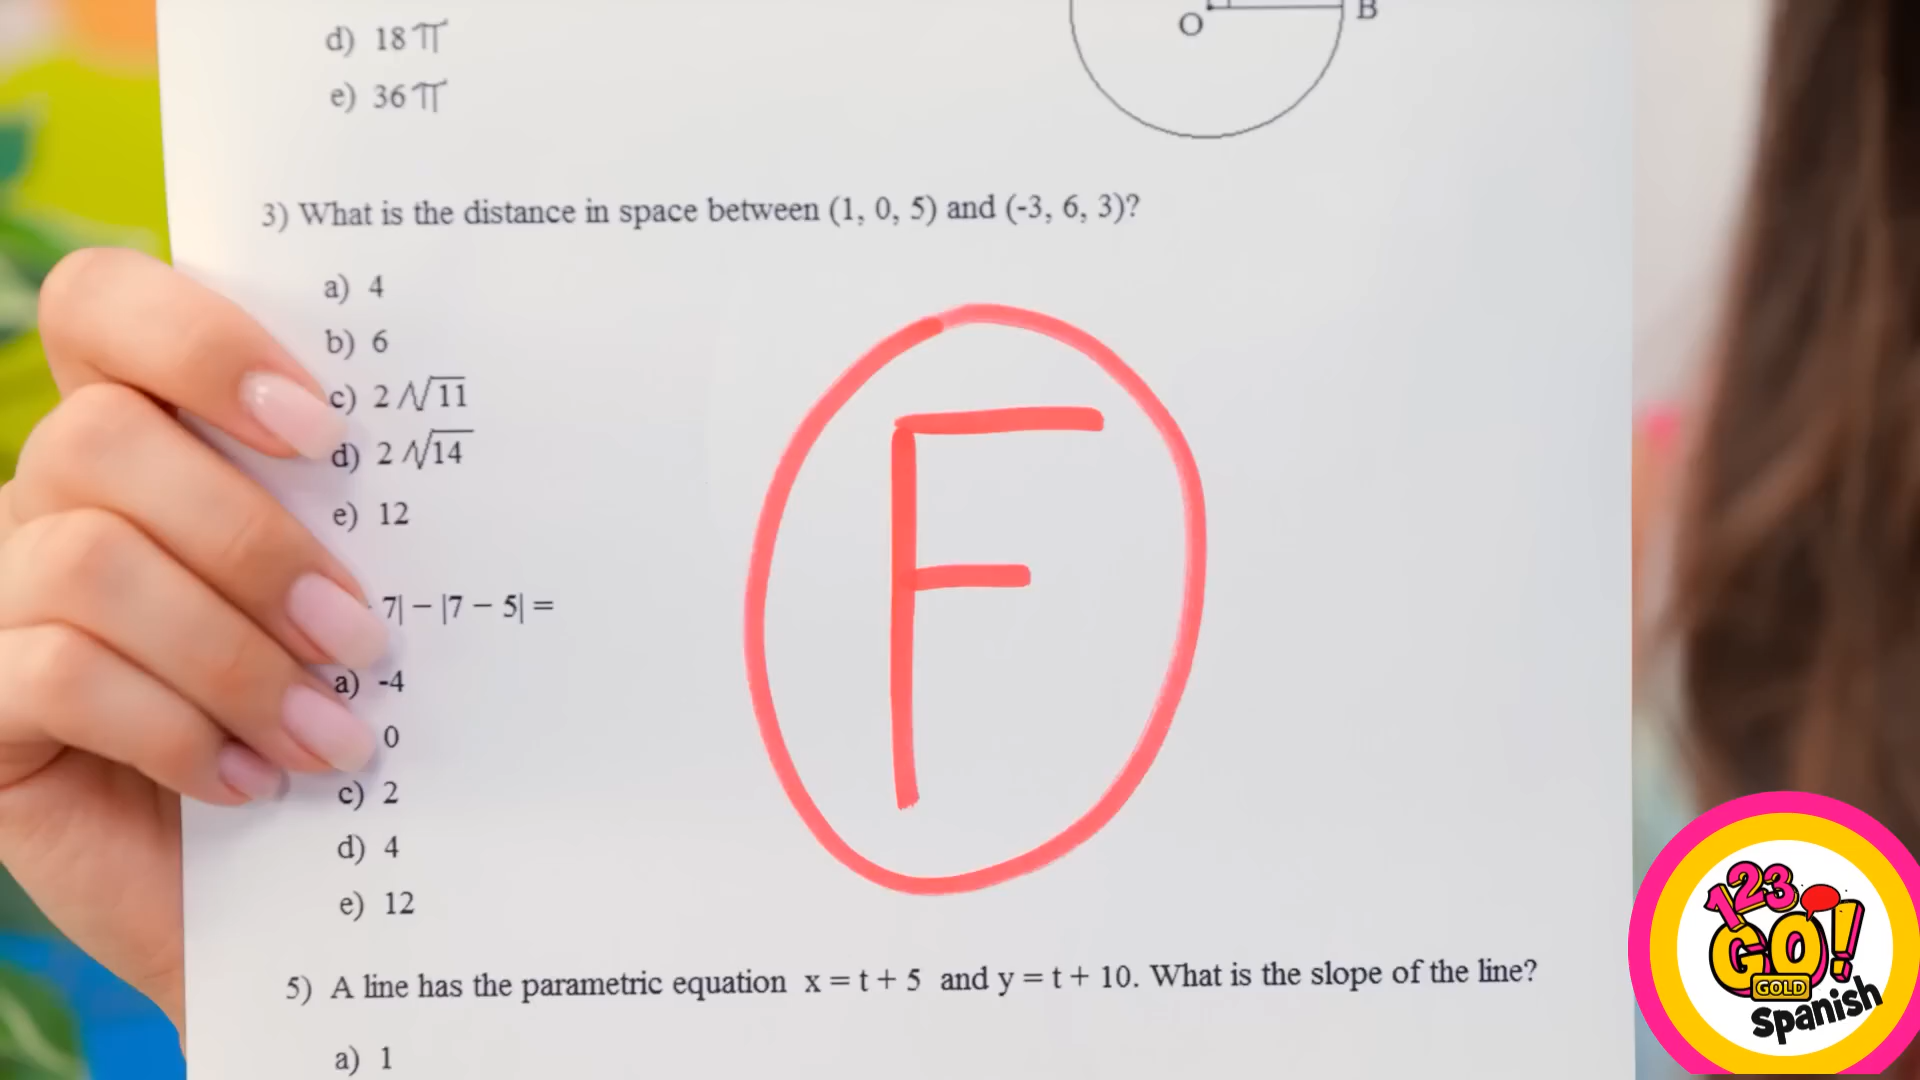 d) 18 π
e) 36 π
O
B
3) What is the distance in space between (1, 0, 5) and (-3, 6, 3)?
a) 4
b) 6
c) 2 √11
d) 2 √14
e) 12
F
7| – |7 – 5| =
a) -4
0
c) 2
d) 4
e) 12
5) A line has the parametric equation x = t + 5 and y = t + 10. What is the slope of the line?
a) 1
123
GO!
GOLD
Spanish